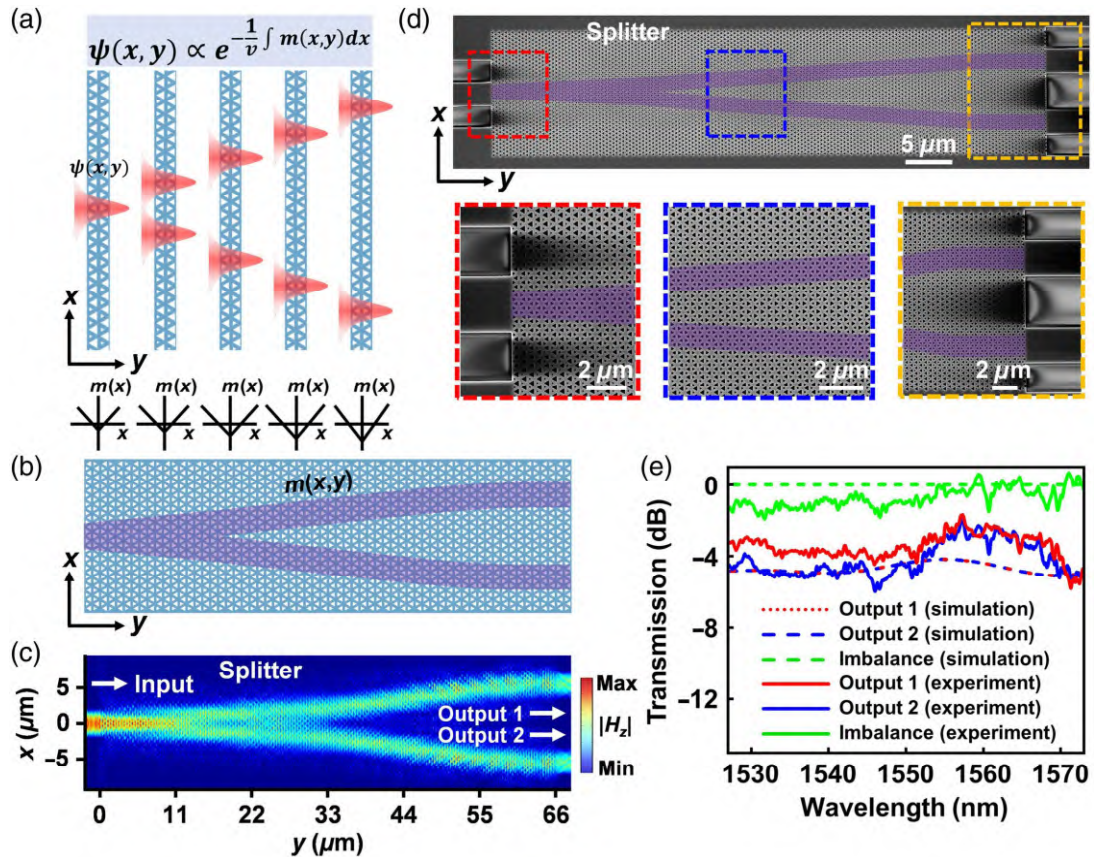 (a)
ψ(x, y) ∝ e^{-\frac{1}{v} ∫ m(x,y)dx}
ψ(x, y)
x
y
m(x) m(x) m(x) m(x) m(x)
x x x x x
(b)
m(x,y)
x
y
(c)
Splitter
Input
Output 1
Output 2
x (μm)
5
0
−5
0 11 22 33 44 55 66
y (μm)
Max
|H_z|
Min
(d)
Splitter
x
y
5 μm
2 μm 2 μm 2 μm
(e)
Transmission (dB)
0
−4
−8
−12
Output 1 (simulation)
Output 2 (simulation)
Imbalance (simulation)
Output 1 (experiment)
Output 2 (experiment)
Imbalance (experiment)
1530 1540 1550 1560 1570
Wavelength (nm)